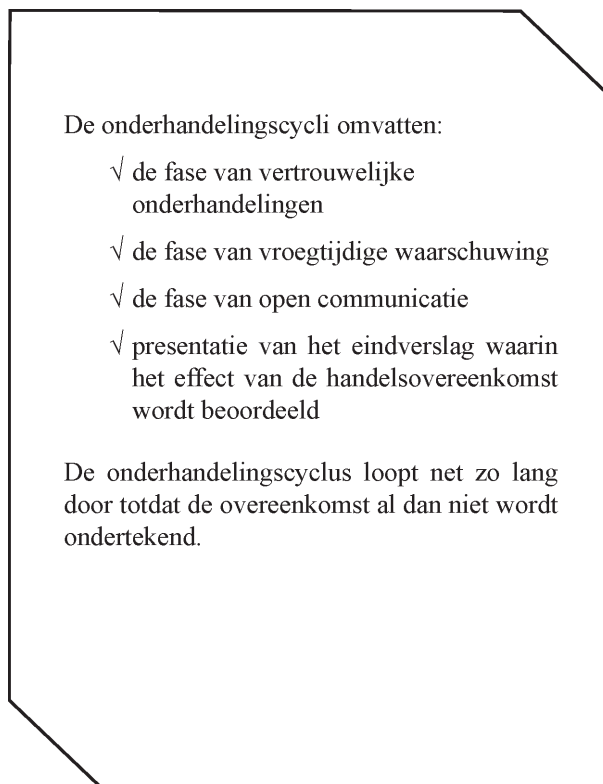 De onderhandelingscycli omvatten:
√ de fase van vertrouwelijke
onderhandelingen
√ de fase van vroegtijdige waarschuwing
√ de fase van open communicatie
√ presentatie van het eindverslag waarin
het effect van de handelsovereenkomst
wordt beoordeeld
De onderhandelingscyclus loopt net zo lang
door totdat de overeenkomst al dan niet wordt
ondertekend.